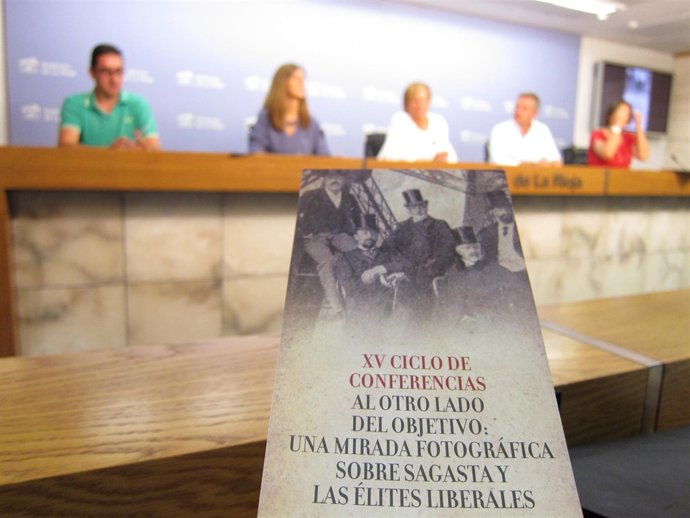 de La Rioja
XV CICLO DE
CONFERENCIAS
AL OTRO LADO
DEL OBJETIVO:
UNA MIRADA FOTOGRÁFICA
SOBRE SAGASTA Y
LAS ÉLITES LIBERALES